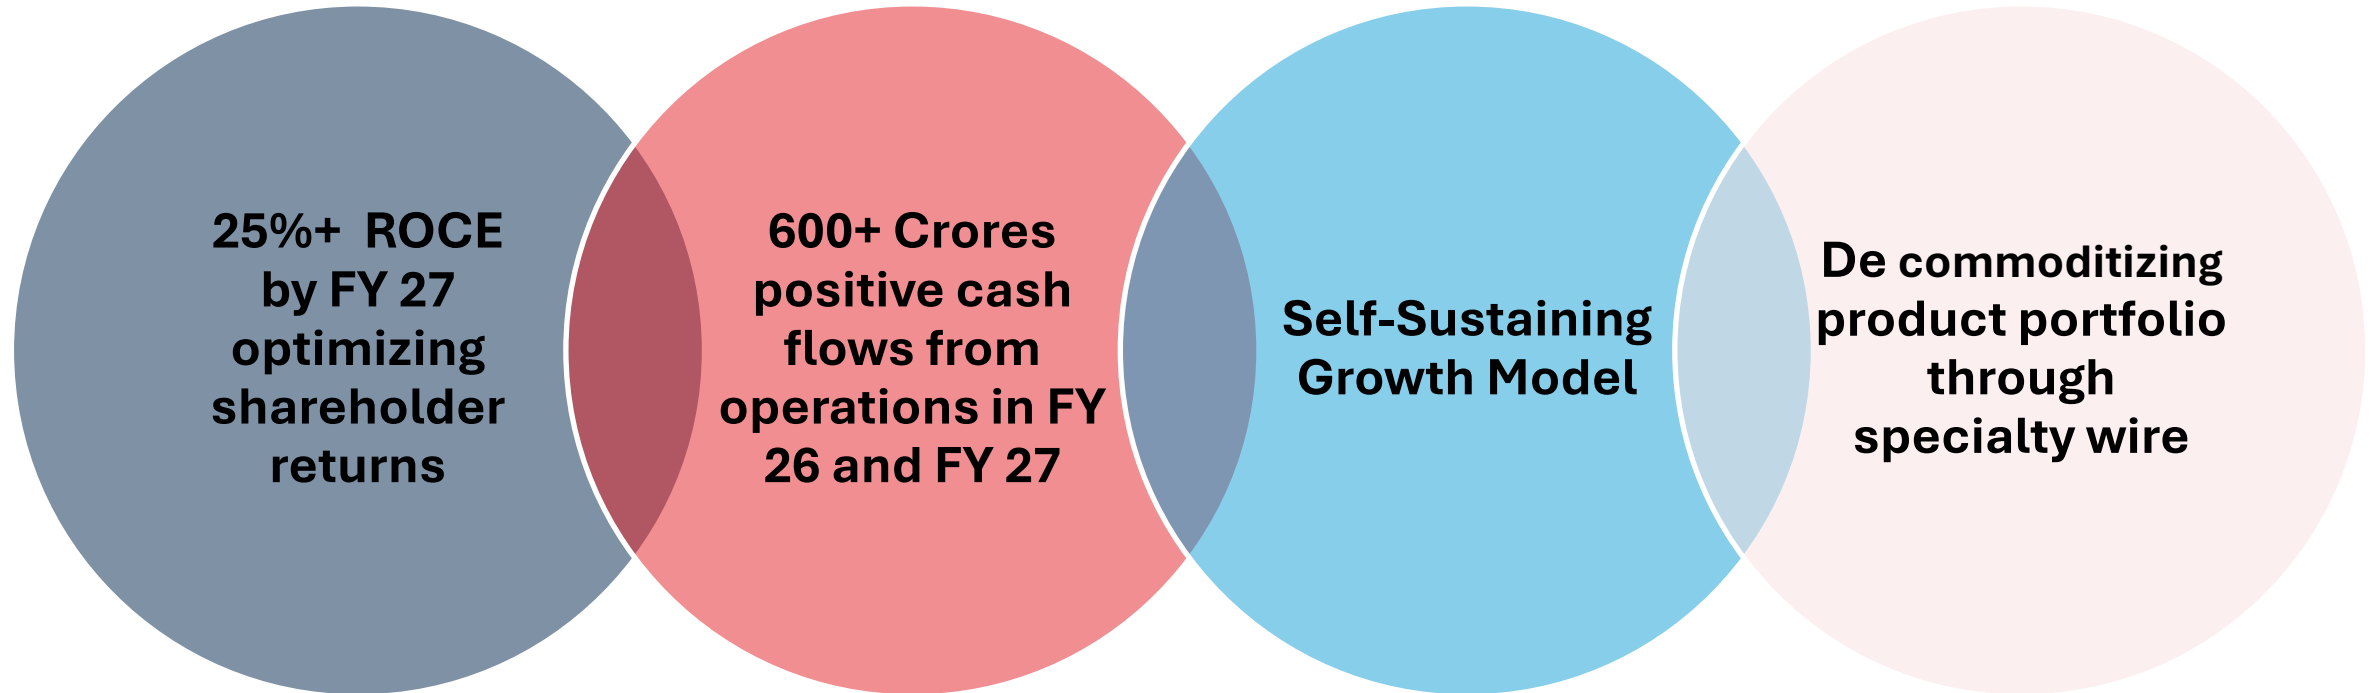 25%+  ROCE
by FY 27
optimizing
shareholder
returns
600+ Crores
positive cash
flows from
operations in FY
26 and FY 27
Self-Sustaining
Growth Model
De commoditizing
product portfolio
through
specialty wire